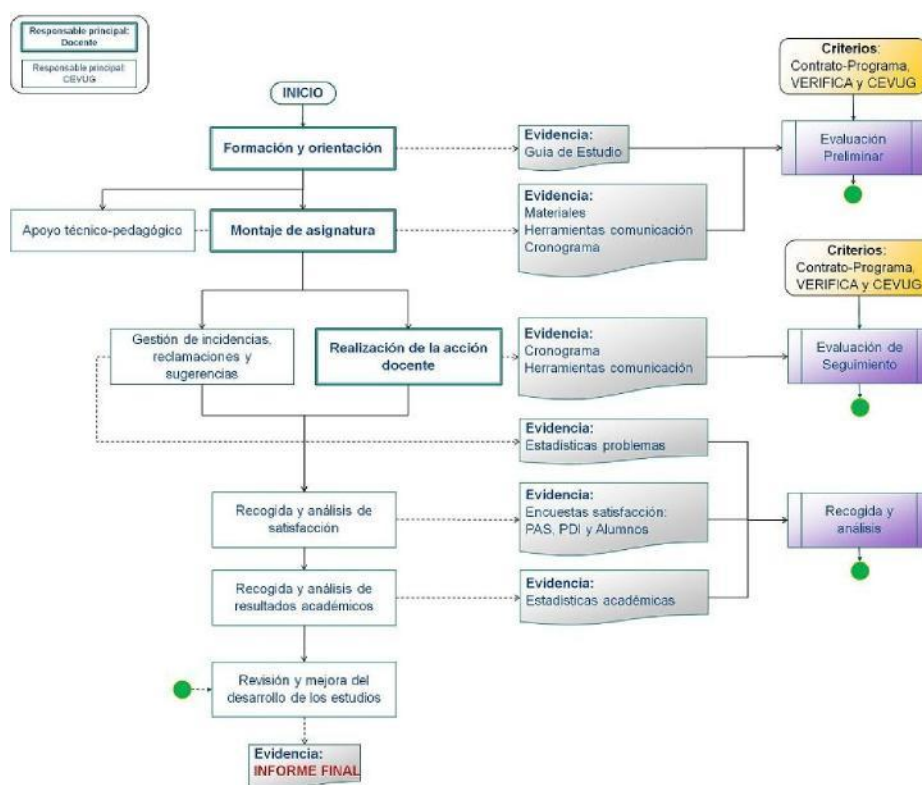 Responsable principal:
Docente
Responsable principal:
CEVUG
INICIO
Criterios:
Contrato-Programa,
VERIFICA y CEVUG
Formación y orientación
Evidencia:
Guía de Estudio
Evaluación
Preliminar
Apoyo técnico-pedagógico
Montaje de asignatura
Evidencia:
Materiales
Herramientas comunicación
Cronograma
Criterios:
Contrato-Programa,
VERIFICA y CEVUG
Gestión de incidencias,
reclamaciones y
sugerencias
Realización de la acción
docente
Evidencia:
Cronograma
Herramientas comunicación
Evaluación de
Seguimiento
Evidencia:
Estadísticas problemas
Recogida y análisis de
satisfacción
Evidencia:
Encuestas satisfacción:
PAS, PDI y Alumnos
Recogida y
análisis
Recogida y análisis de
resultados académicos
Evidencia:
Estadísticas académicas
Revisión y mejora del
desarrollo de los estudios
Evidencia:
INFORME FINAL